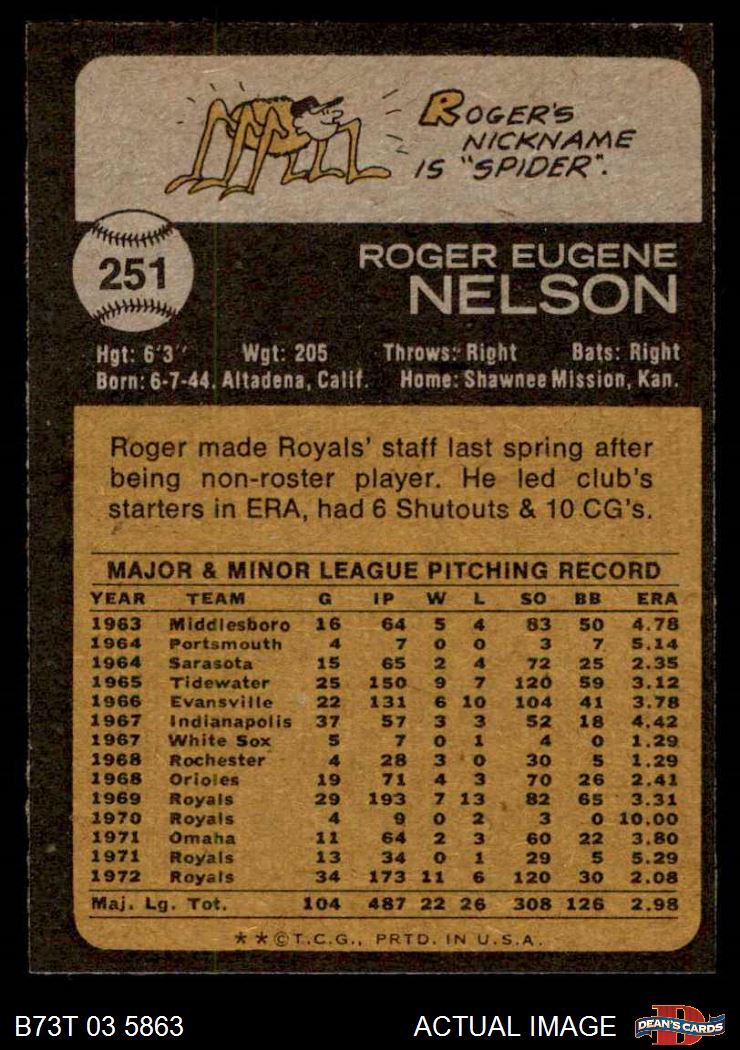 ROGER'S
NICKNAME
IS "SPIDER".
251
ROGER EUGENE
NELSON
Hgt: 6'3" Wgt: 205 Throws: Right Bats: Right
Born: 6-7-44. Altadena, Calif. Home: Shawnee Mission, Kan.
Roger made Royals' staff last spring after
being non-roster player. He led club's
starters in ERA, had 6 Shutouts & 10 CG's.
MAJOR & MINOR LEAGUE PITCHING RECORD
YEAR TEAM G IP W L SO BB ERA
1963 Middlesboro 16 64 5 4 83 50 4.78
1964 Portsmouth 4 7 0 0 3 7 5.14
1964 Sarasota 15 65 2 4 72 25 2.35
1965 Tidewater 25 150 9 7 120 59 3.12
1966 Evansville 22 131 6 10 104 41 3.78
1967 Indianapolis 37 57 3 3 52 18 4.42
1967 White Sox 5 7 0 1 4 0 1.29
1968 Rochester 4 28 3 0 30 5 1.29
1968 Orioles 19 71 4 3 70 26 2.41
1969 Royals 29 193 7 13 82 65 3.31
1970 Royals 4 9 0 2 3 0 10.00
1971 Omaha 11 64 2 3 60 22 3.80
1971 Royals 13 34 0 1 29 5 5.29
1972 Royals 34 173 11 6 120 30 2.08
Maj. Lg. Tot. 104 487 22 26 308 126 2.98
**©T.C.G., PRTD. IN U.S.A.
B73T 03 5863 ACTUAL IMAGE D DEAN'S CARDS